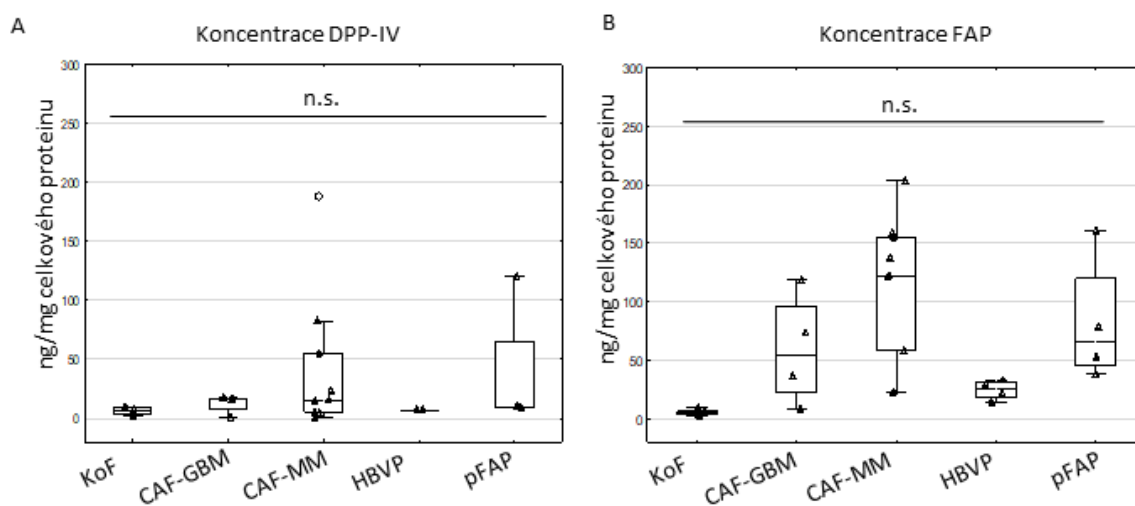 A
Koncentrace DPP-IV
300
250
200
150
100
50
0
n.s.
ng/mg celkového proteinu
KoF
CAF-GBM
CAF-MM
HBVP
pFAP
B
Koncentrace FAP
300
250
200
150
100
50
0
n.s.
ng/mg celkového proteinu
KoF
CAF-GBM
CAF-MM
HBVP
pFAP